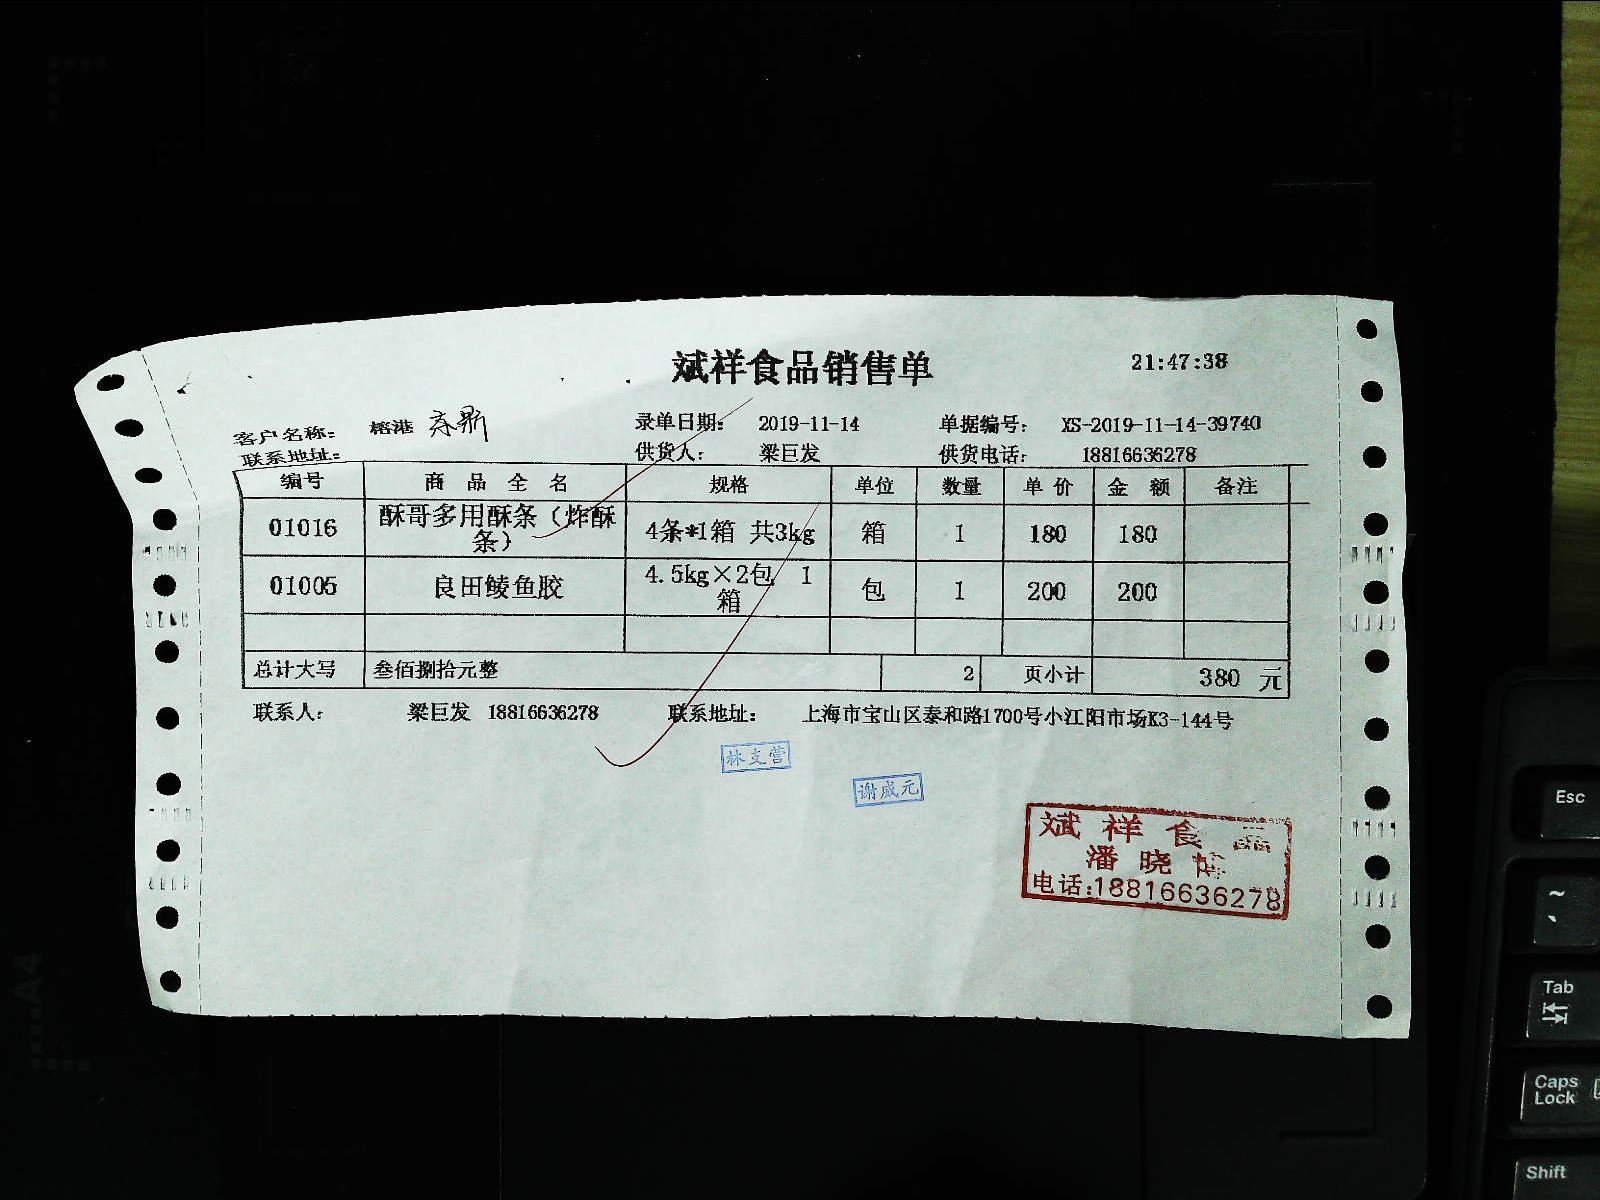 斌祥食品销售单
21:47:38
客户名称： 榕港 录单日期： 2019-11-14 单据编号： XS-2019-11-14-39740
联系地址： 供货人： 梁巨发 供货电话： 18816636278
编号 商品全名 规格 单位 数量 单价 金额 备注
01016 酥哥多用酥条（炸酥条） 4条*1箱 共3kg 箱 1 180 180
01005 良田鲮鱼胶 4.5kg×2包 1箱 包 1 200 200
总计大写 叁佰捌拾元整 2 页小计 380 元
联系人： 梁巨发 18816636278 联系地址： 上海市宝山区泰和路1700号小江阳市场K3-144号
林支营
谢威元
斌祥食品
潘晓
电话:18816636278
A4
Esc
~
Tab
Caps Lock
Shift